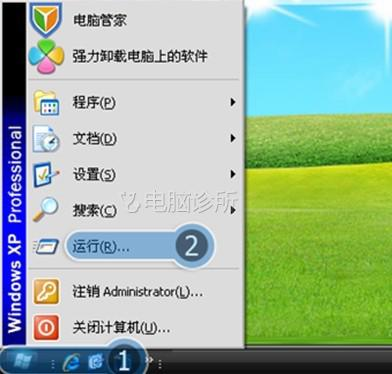 电脑管家
强力卸载电脑上的软件
程序(P)
文档(D)
设置(S)
搜索(C)
电脑诊所
运行(R)...
2
注销 Administrator(L)...
关闭计算机(U)...
Windows XP Professional
1